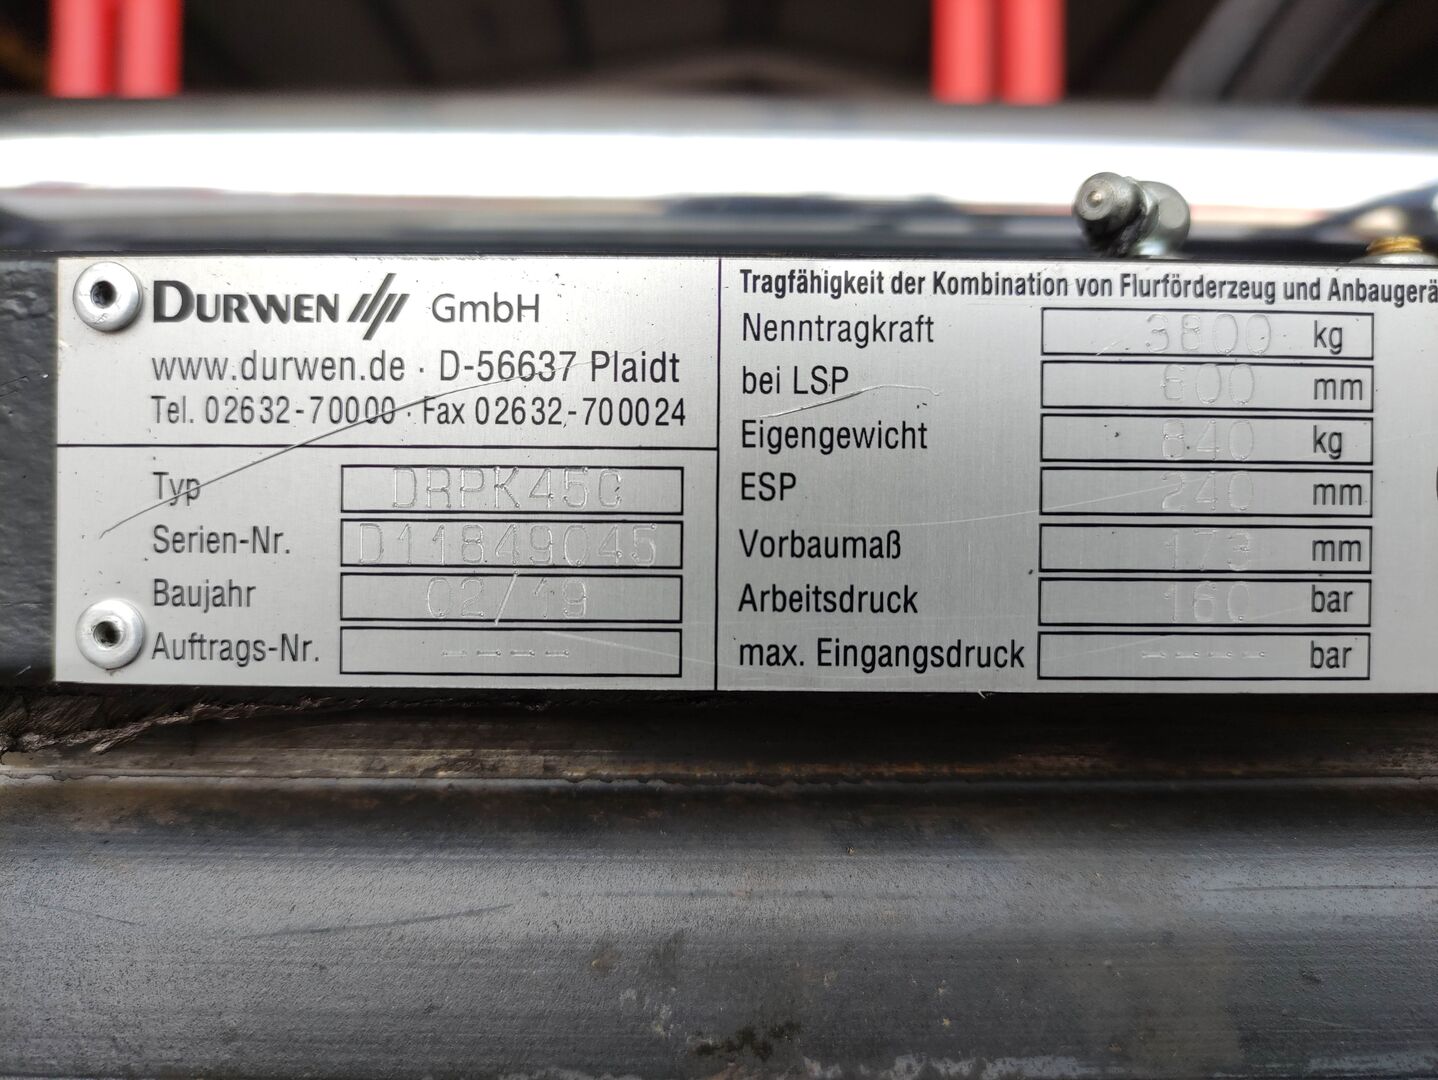 DURWEN GmbH
www.durwen.de · D-56637 Plaidt
Tel. 02632-70000 · Fax 02632-700024
Typ DRPK45C
Serien-Nr. D11849045
Baujahr 02/19
Auftrags-Nr. ----
Tragfähigkeit der Kombination von Flurförderzeug und Anbaugerä
Nenntragkraft 3800 kg
bei LSP 600 mm
Eigengewicht 840 kg
ESP 240 mm
Vorbaumaß 173 mm
Arbeitsdruck 160 bar
max. Eingangsdruck ----- bar